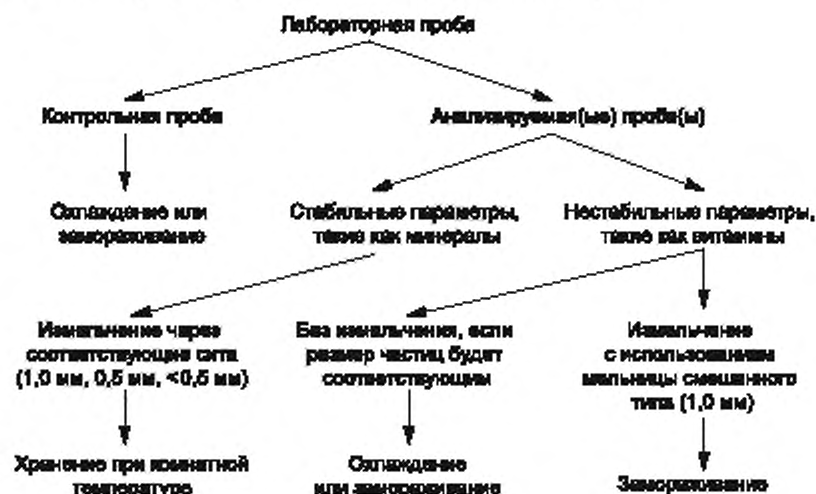 Лабораторная проба
Контрольная проба
Анализируемая(ые) проба(ы)
Охлаждение или
замораживание
Стабильные параметры,
такие как минералы
Нестабильные параметры,
такие как витамины
Измельчение через
соответствующие сита
(1,0 мм, 0,5 мм, <0,5 мм)
Без измельчения, если
размер частиц будет
соответствующим
Измельчение
с использованием
мельницы смешанного
типа (1,0 мм)
Хранение при комнатной
температуре
Охлаждение
или замораживание
Замораживание